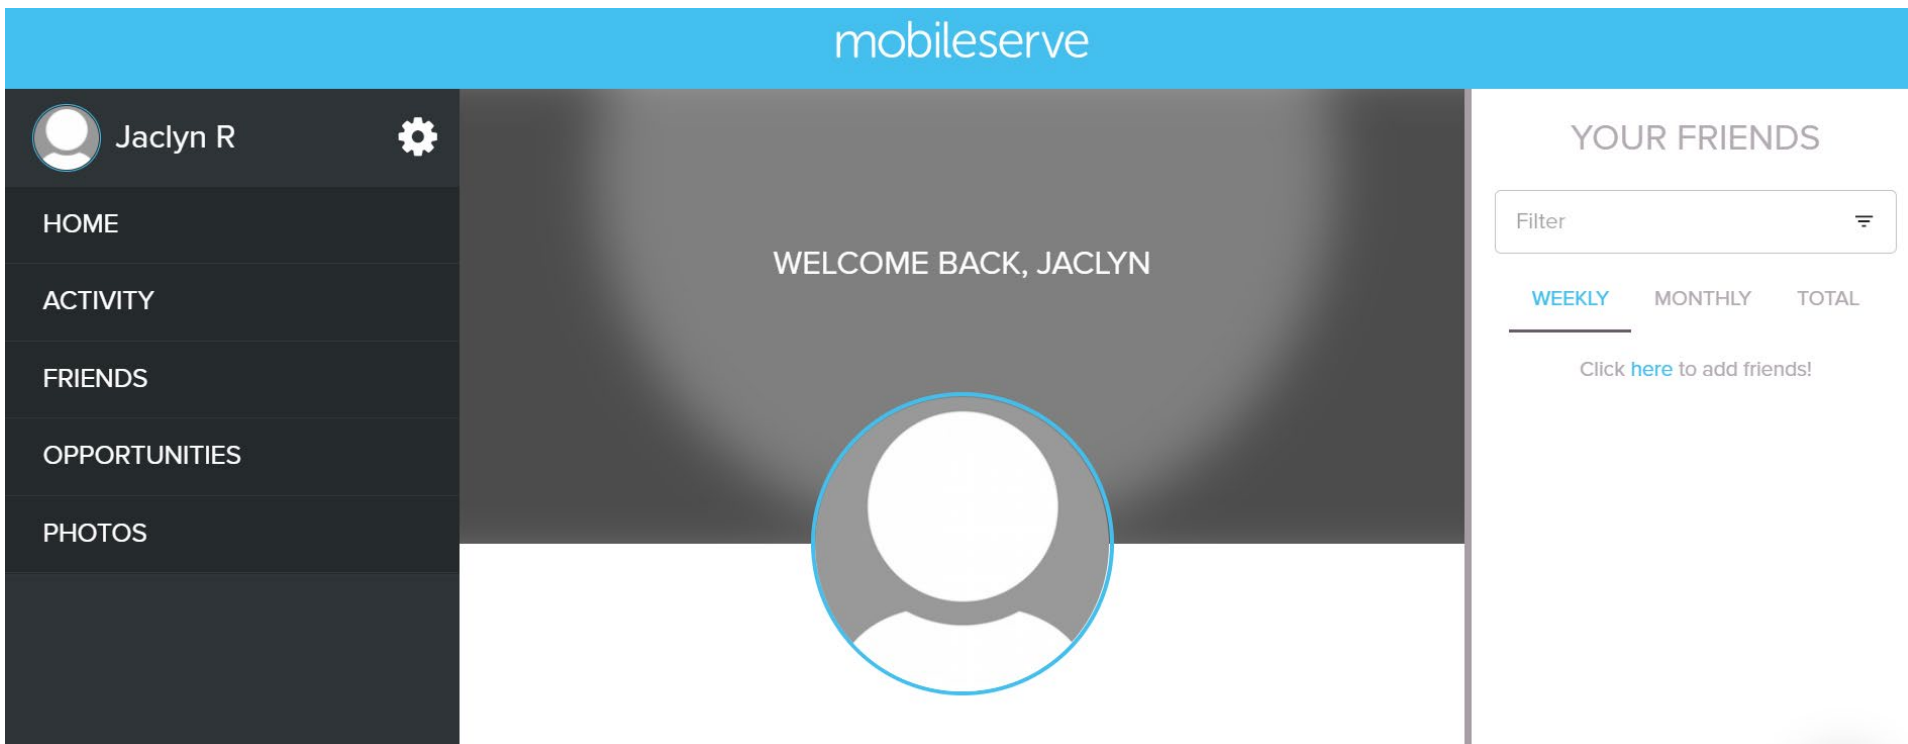 mobileserve
Jaclyn R
HOME
ACTIVITY
FRIENDS
OPPORTUNITIES
PHOTOS
WELCOME BACK, JACLYN
YOUR FRIENDS
Filter
WEEKLY MONTHLY TOTAL
Click here to add friends!